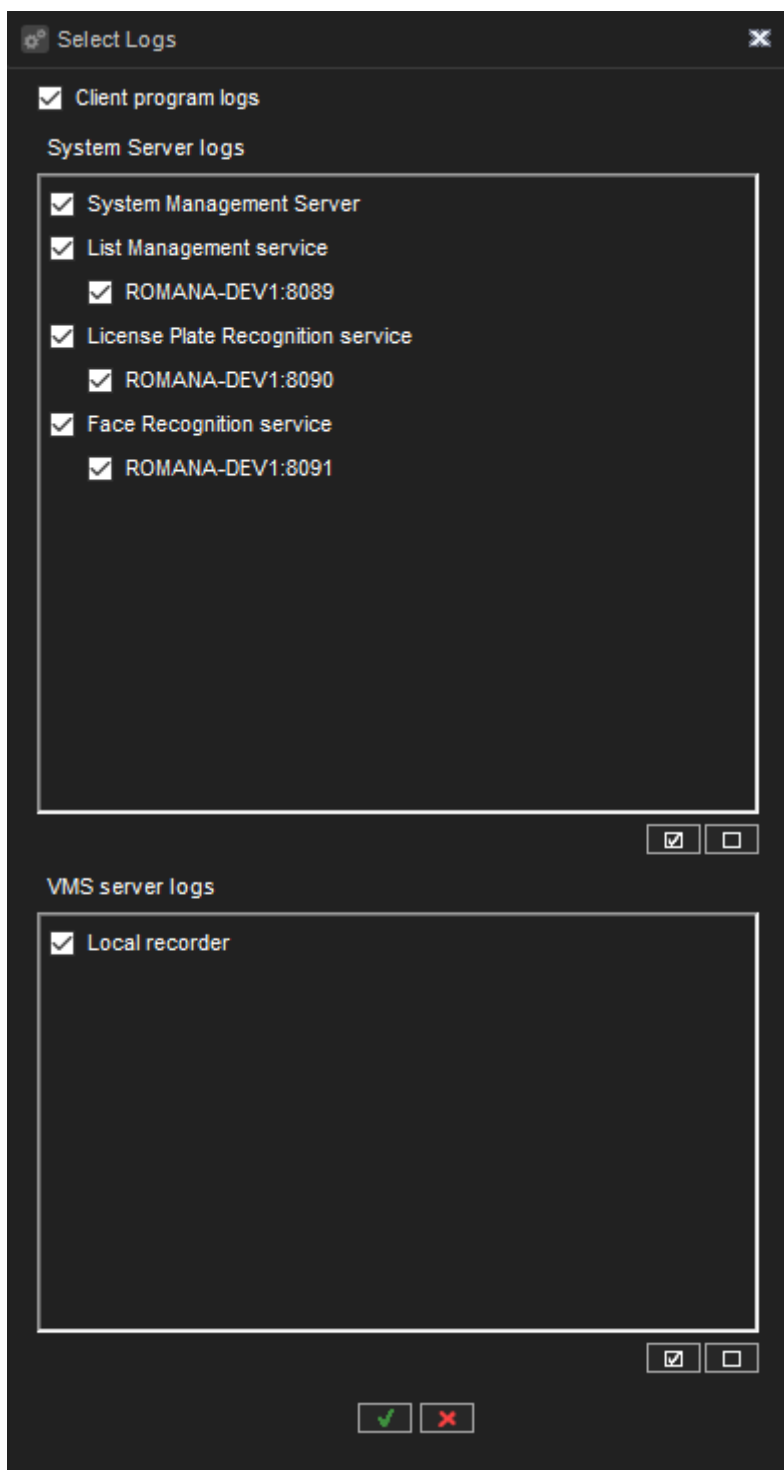 Select Logs
Client program logs
System Server logs
System Management Server
List Management service
ROMANA-DEV1:8089
License Plate Recognition service
ROMANA-DEV1:8090
Face Recognition service
ROMANA-DEV1:8091
VMS server logs
Local recorder